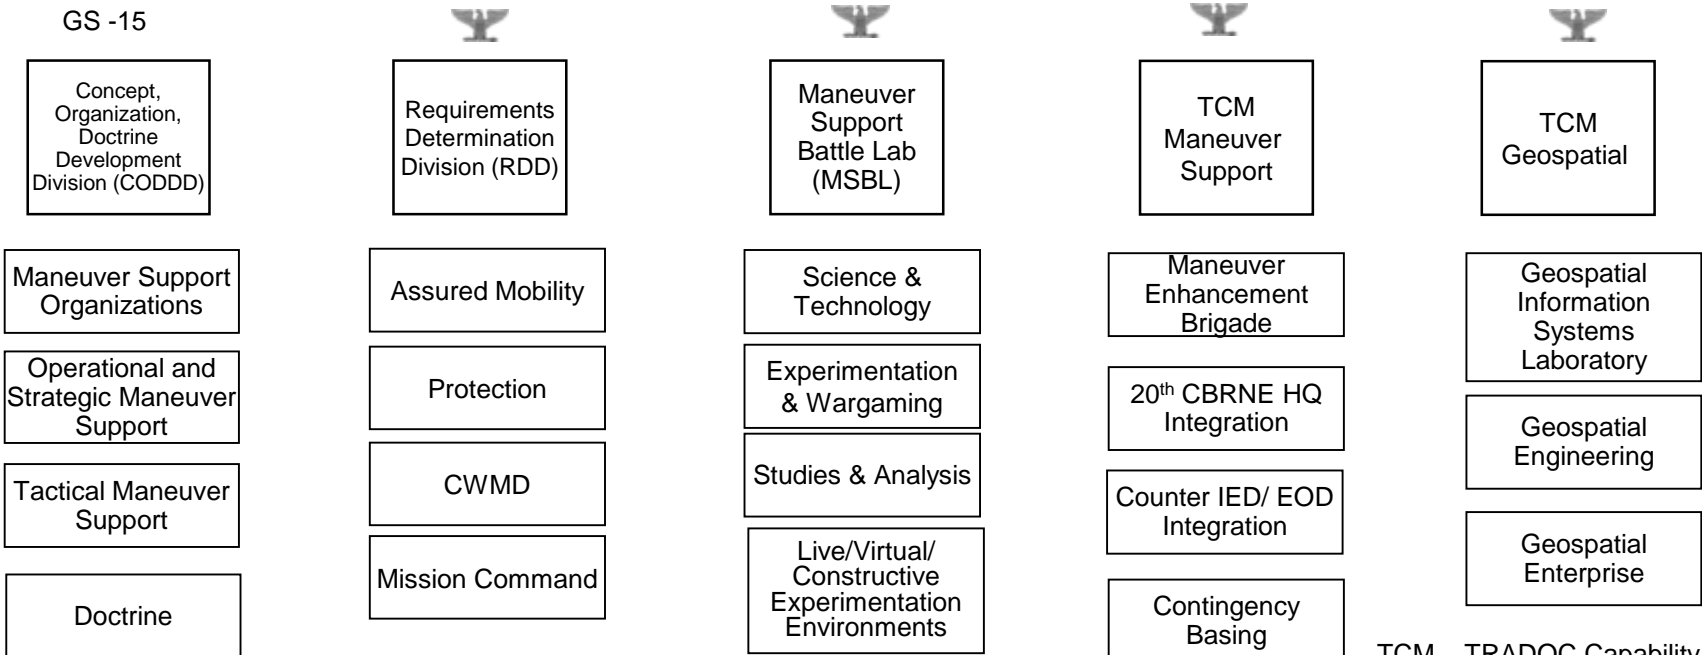 GS -15
Concept,
Organization,
Doctrine
Development
Division (CODDD)
Requirements
Determination
Division (RDD)
Maneuver
Support
Battle Lab
(MSBL)
TCM
Maneuver
Support
TCM
Geospatial
Maneuver Support
Organizations
Operational and
Strategic Maneuver
Support
Tactical Maneuver
Support
Doctrine
Assured Mobility
Protection
CWMD
Mission Command
Science &
Technology
Experimentation
& Wargaming
Studies & Analysis
Live/Virtual/
Constructive
Experimentation
Environments
Maneuver
Enhancement
Brigade
20th CBRNE HQ
Integration
Counter IED/ EOD
Integration
Contingency
Basing
Geospatial
Information
Systems
Laboratory
Geospatial
Engineering
Geospatial
Enterprise
TCM TRADOC Capability